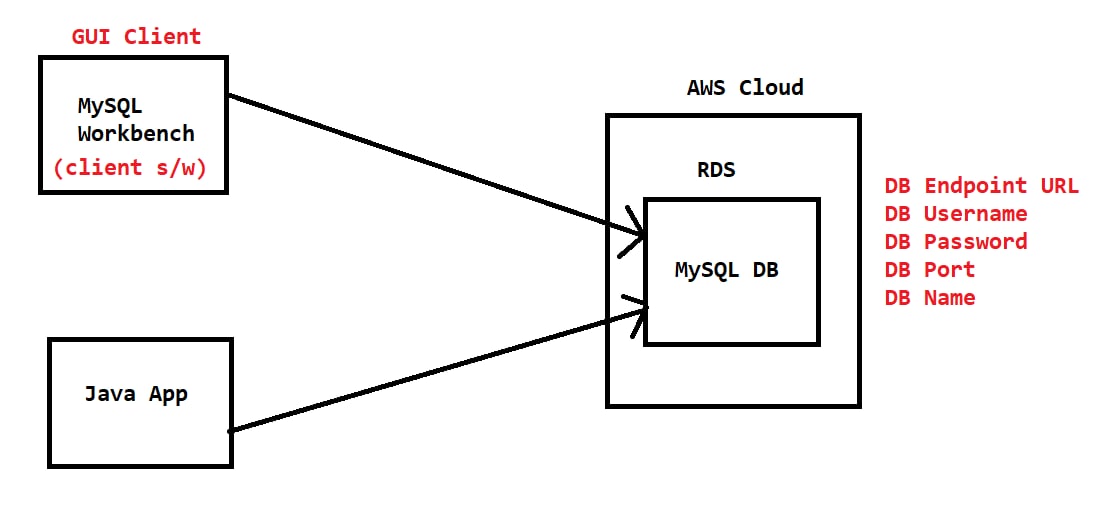 GUI Client
MySQL
Workbench
(client s/w)
Java App
AWS Cloud
RDS
MySQL DB
DB Endpoint URL
DB Username
DB Password
DB Port
DB Name